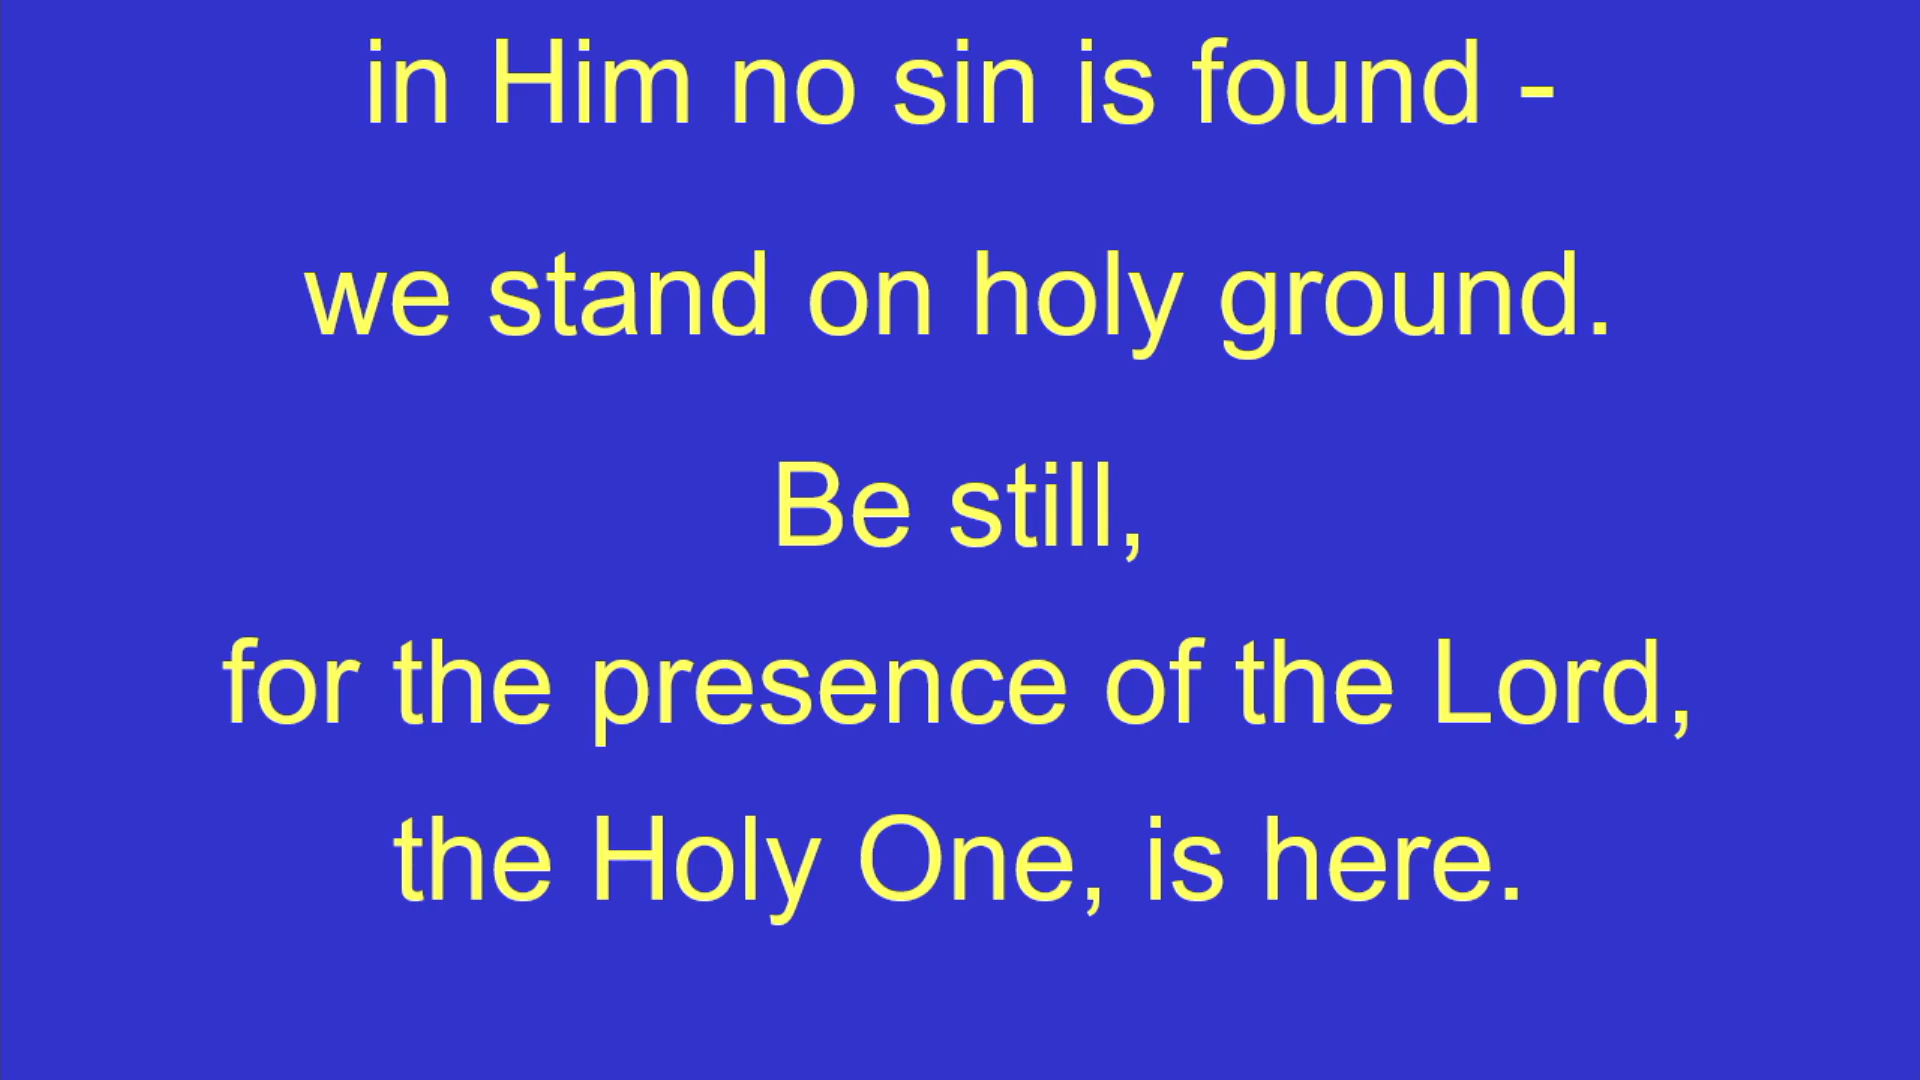 in Him no sin is found -
we stand on holy ground.
Be still,
for the presence of the Lord,
the Holy One, is here.